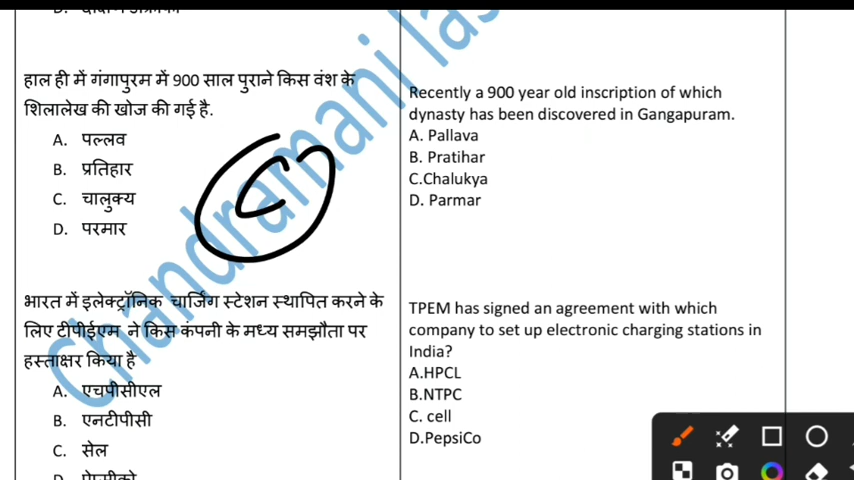 हाल ही में गंगापुरम में 900 साल पुराने किस वंश के
शिलालेख की खोज की गई है.
A. पल्लव
B. प्रतिहार
C. चालुक्य
D. परमार
भारत में इलेक्ट्रॉनिक चार्जिंग स्टेशन स्थापित करने के
लिए टीपीईएम ने किस कंपनी के मध्य समझौता पर
हस्ताक्षर किया है
A. एचपीसीएल
B. एनटीपीसी
C. सेल
Recently a 900 year old inscription of which
dynasty has been discovered in Gangapuram.
A. Pallava
B. Pratihar
C.Chalukya
D. Parmar
TPEM has signed an agreement with which
company to set up electronic charging stations in
India?
A.HPCL
B.NTPC
C. cell
D.PepsiCo
Chandramani Ias
C